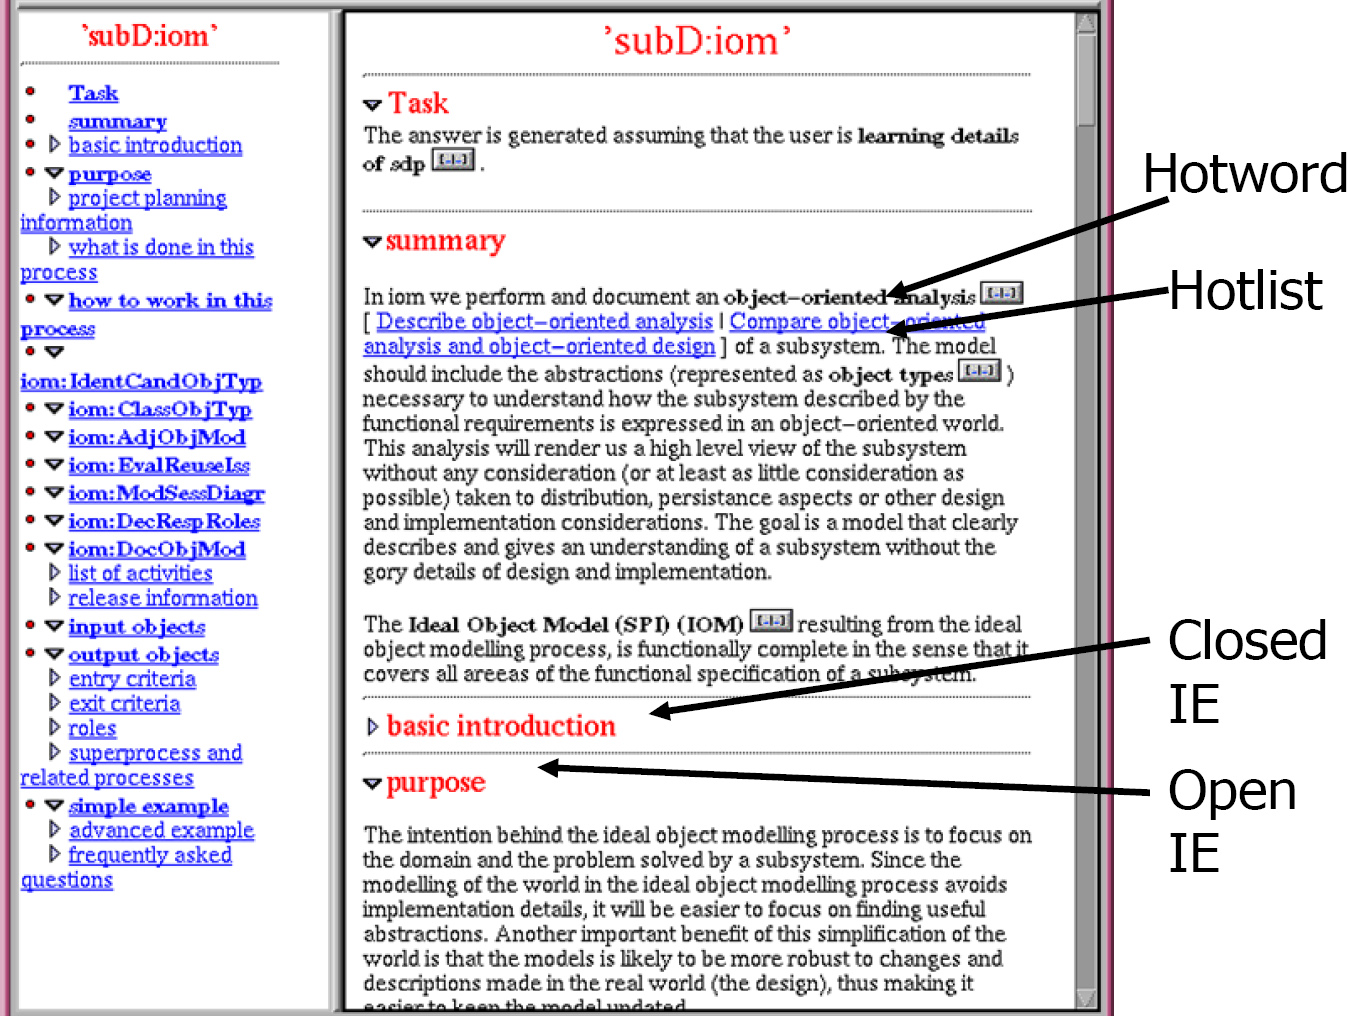 'subD:iom'
Task
summary
basic introduction
purpose
project planning
information
what is done in this
process
how to work in this
process
iom:IdentCandObjTyp
iom:ClassObjTyp
iom:AdjObjMod
iom:EvalReuseIss
iom:ModSessDiagr
iom:DecRespRoles
iom:DocObjMod
list of activities
release information
input objects
output objects
entry criteria
exit criteria
roles
superprocess and
related processes
simple example
advanced example
frequently asked
questions
'subD:iom'
Task
The answer is generated assuming that the user is learning details
of sdp [-|-] .
summary
In iom we perform and document an object-oriented analysis [-|-]
[ Describe object-oriented analysis | Compare object-oriented
analysis and object-oriented design ] of a subsystem. The model
should include the abstractions (represented as object types [-|-] )
necessary to understand how the subsystem described by the
functional requirements is expressed in an object-oriented world.
This analysis will render us a high level view of the subsystem
without any consideration (or at least as little consideration as
possible) taken to distribution, persistance aspects or other design
and implementation considerations. The goal is a model that clearly
describes and gives an understanding of a subsystem without the
gory details of design and implementation.
The Ideal Object Model (SPI) (IOM) [-|-] resulting from the ideal
object modelling process, is functionally complete in the sense that it
covers all areeas of the functional specification of a subsystem.
basic introduction
purpose
The intention behind the ideal object modelling process is to focus on
the domain and the problem solved by a subsystem. Since the
modelling of the world in the ideal object modelling process avoids
implementation details, it will be easier to focus on finding useful
abstractions. Another important benefit of this simplification of the
world is that the models is likely to be more robust to changes and
descriptions made in the real world (the design), thus making it
easier to keep the model updated.
Hotword
Hotlist
Closed
IE
Open
IE